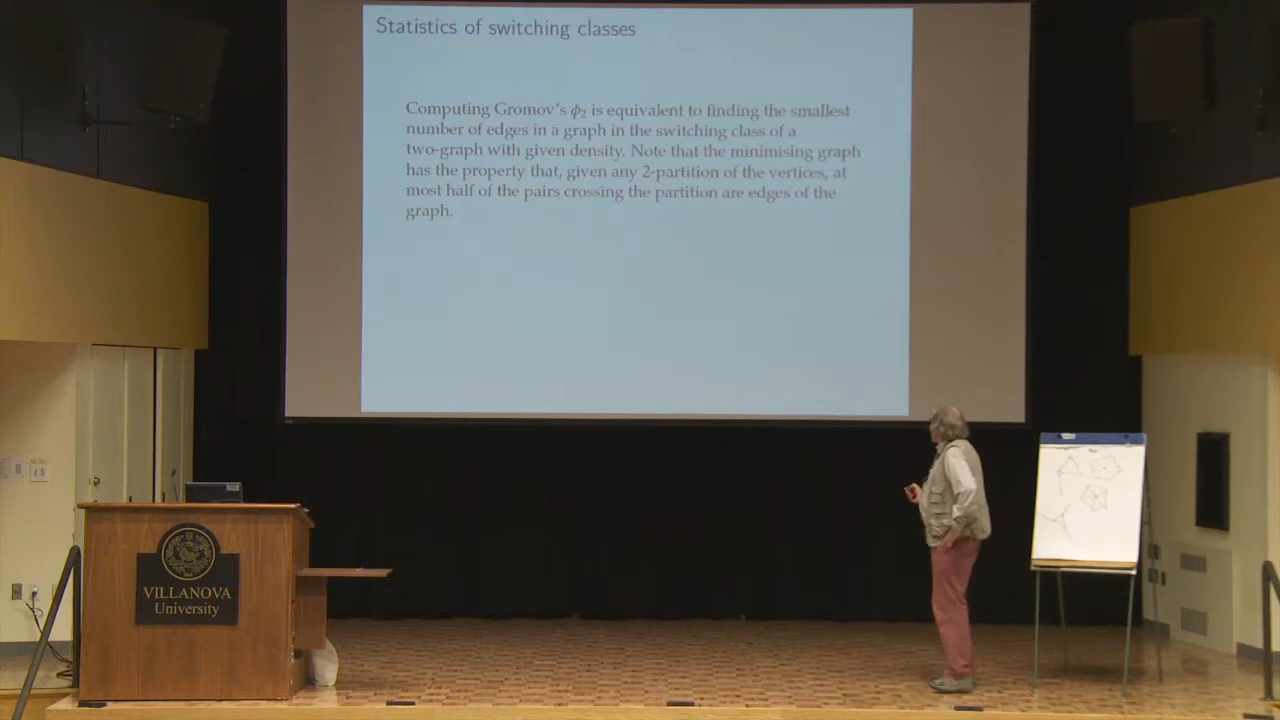 Statistics of switching classes
Computing Gromov's ϕ₂ is equivalent to finding the smallest
number of edges in a graph in the switching class of a
two-graph with given density. Note that the minimising graph
has the property that, given any 2-partition of the vertices, at
most half of the pairs crossing the partition are edges of the
graph.
VILLANOVA
University